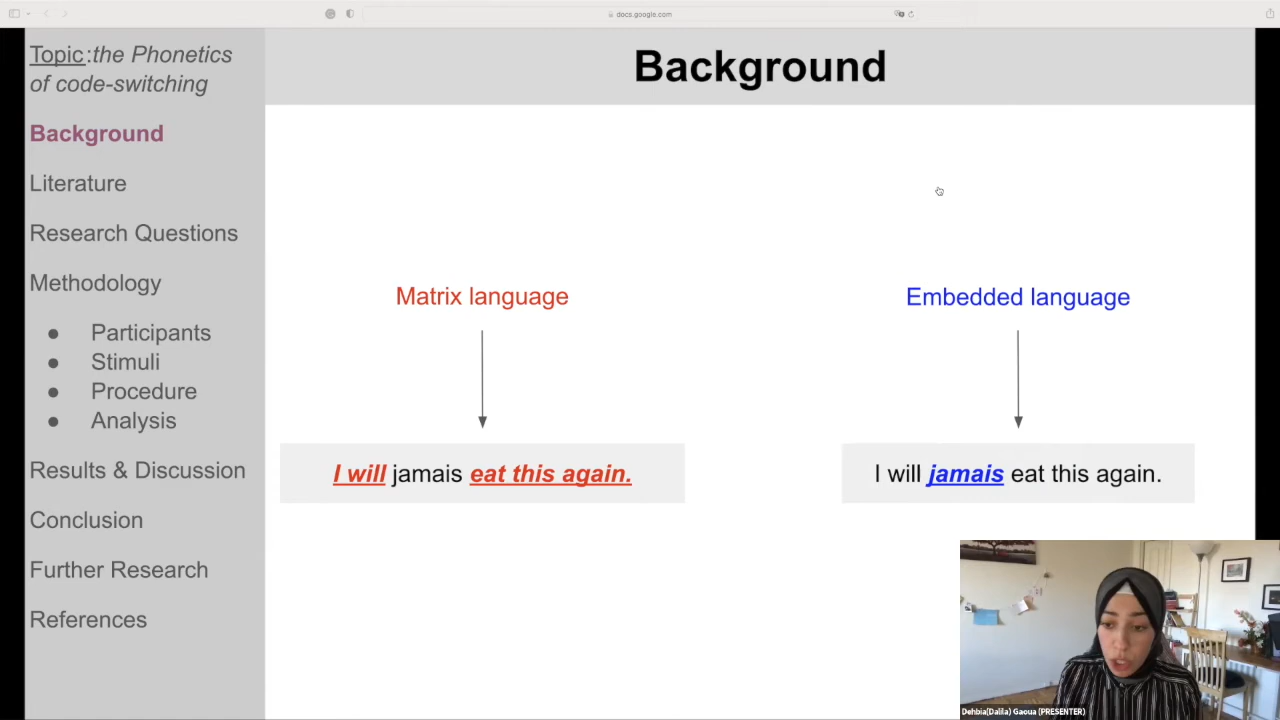 docs.google.com
Topic:the Phonetics
of code-switching
Background
Literature
Research Questions
Methodology
● Participants
● Stimuli
● Procedure
● Analysis
Results & Discussion
Conclusion
Further Research
References
Background
Matrix language
Embedded language
I will jamais eat this again.
I will jamais eat this again.
Dehbia(Dalila) Gaoua (PRESENTER)